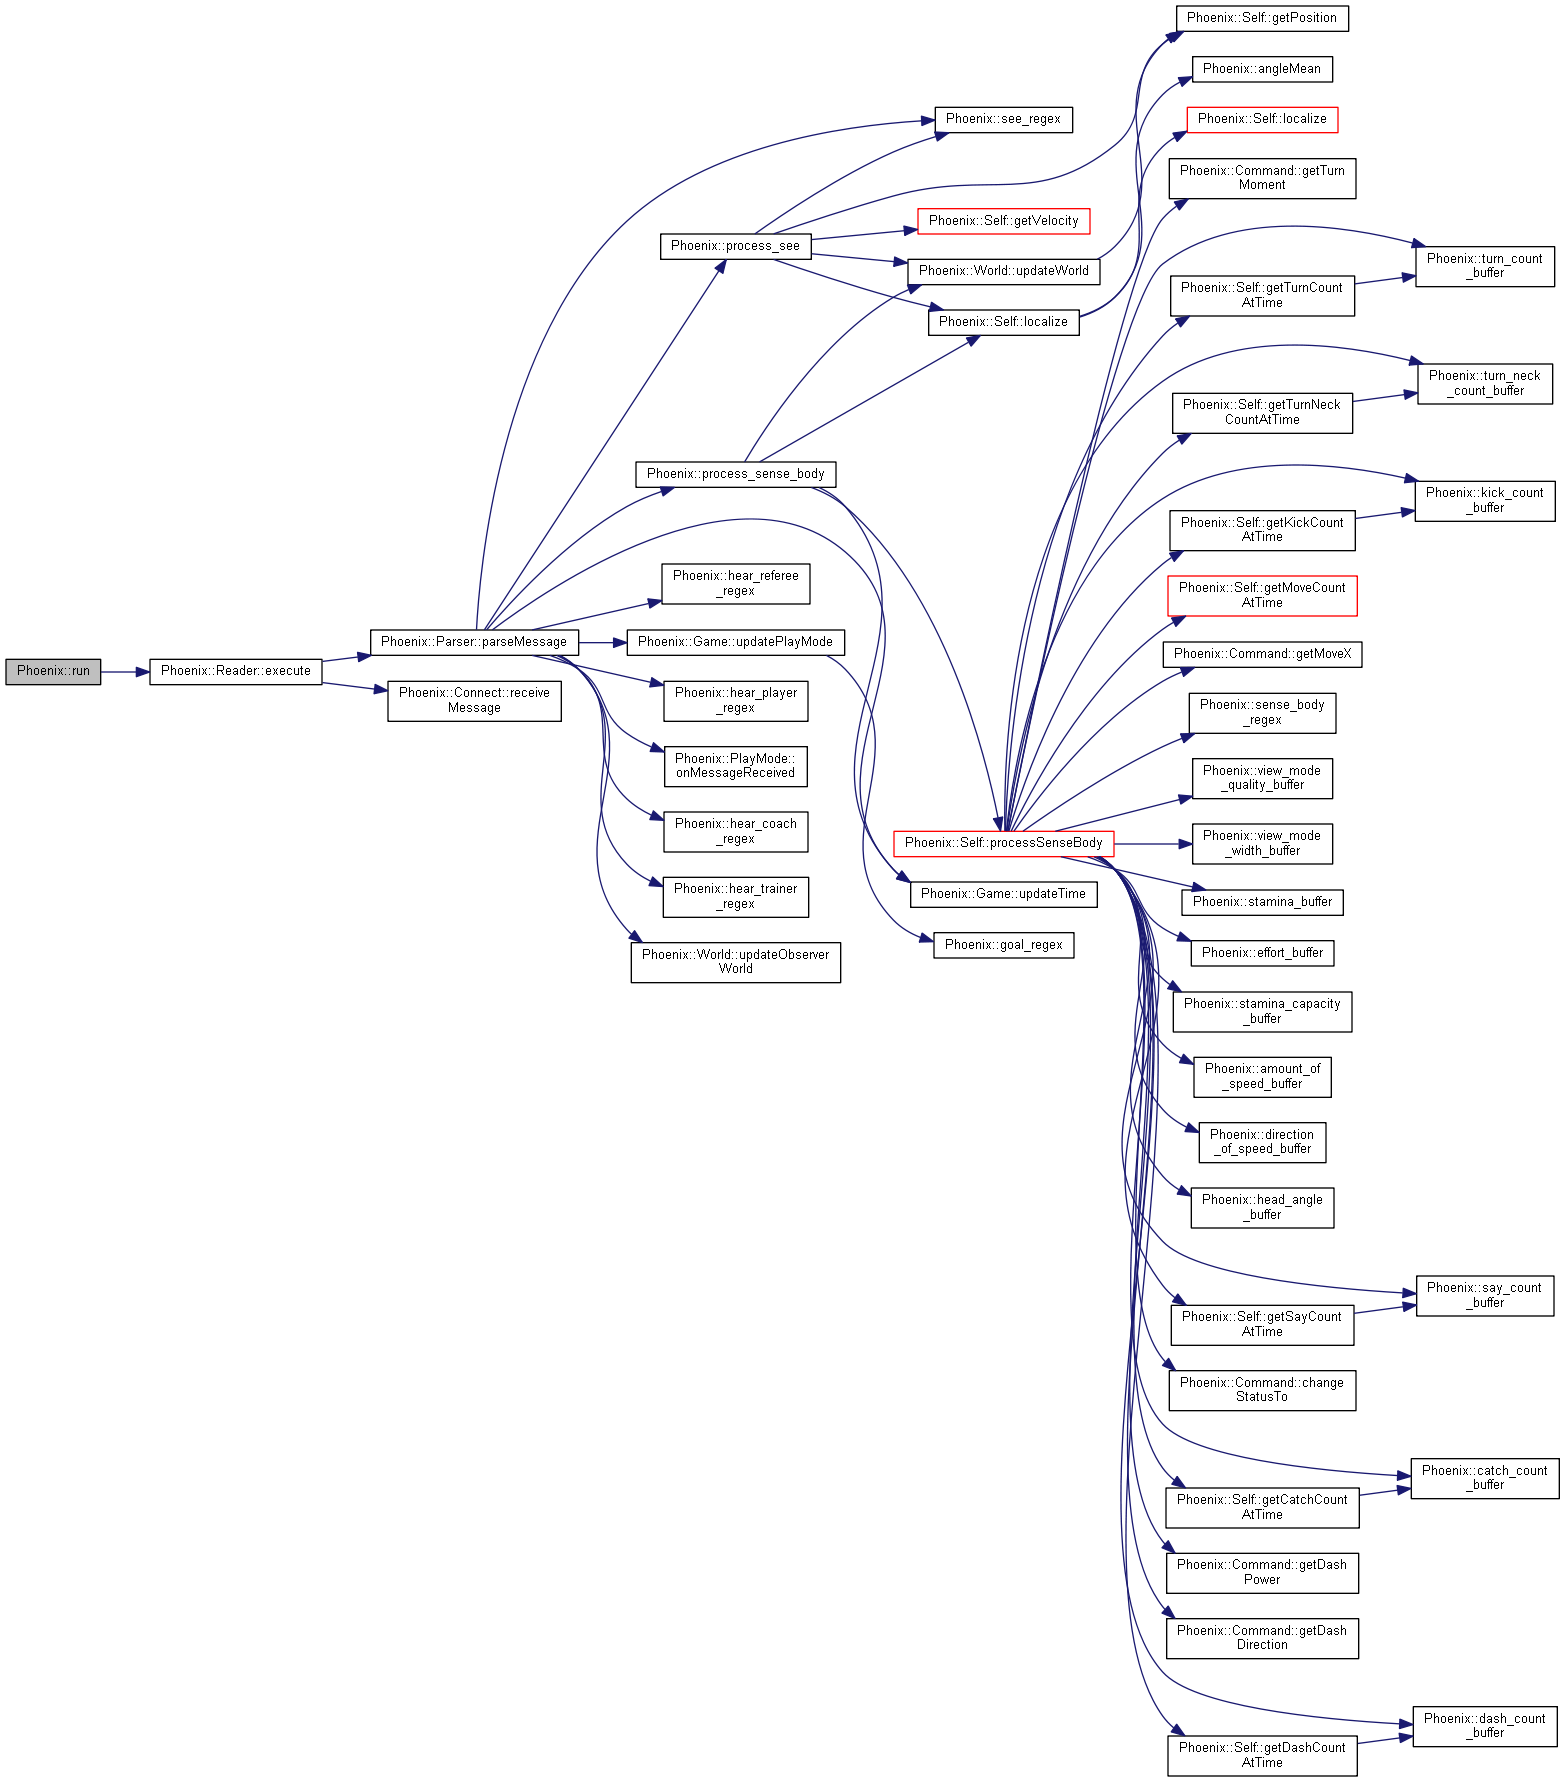 Phoenix::run
Phoenix::Reader::execute
Phoenix::Parser::parseMessage
Phoenix::Connect::receive
Message
Phoenix::process_see
Phoenix::process_sense_body
Phoenix::hear_referee
_regex
Phoenix::Game::updatePlayMode
Phoenix::hear_player
_regex
Phoenix::PlayMode::
onMessageReceived
Phoenix::hear_coach
_regex
Phoenix::hear_trainer
_regex
Phoenix::World::updateObserver
World
Phoenix::see_regex
Phoenix::Self::getVelocity
Phoenix::World::updateWorld
Phoenix::Self::localize
Phoenix::Self::processSenseBody
Phoenix::Game::updateTime
Phoenix::goal_regex
Phoenix::Self::getPosition
Phoenix::angleMean
Phoenix::Self::localize
Phoenix::Command::getTurn
Moment
Phoenix::Self::getTurnCount
AtTime
Phoenix::Self::getTurnNeck
CountAtTime
Phoenix::Self::getKickCount
AtTime
Phoenix::Self::getMoveCount
AtTime
Phoenix::Command::getMoveX
Phoenix::sense_body
_regex
Phoenix::view_mode
_quality_buffer
Phoenix::view_mode
_width_buffer
Phoenix::stamina_buffer
Phoenix::effort_buffer
Phoenix::stamina_capacity
_buffer
Phoenix::amount_of
_speed_buffer
Phoenix::direction
_of_speed_buffer
Phoenix::head_angle
_buffer
Phoenix::Self::getSayCount
AtTime
Phoenix::Command::change
StatusTo
Phoenix::Self::getCatchCount
AtTime
Phoenix::Command::getDash
Power
Phoenix::Command::getDash
Direction
Phoenix::Self::getDashCount
AtTime
Phoenix::turn_count
_buffer
Phoenix::turn_neck
_count_buffer
Phoenix::kick_count
_buffer
Phoenix::say_count
_buffer
Phoenix::catch_count
_buffer
Phoenix::dash_count
_buffer